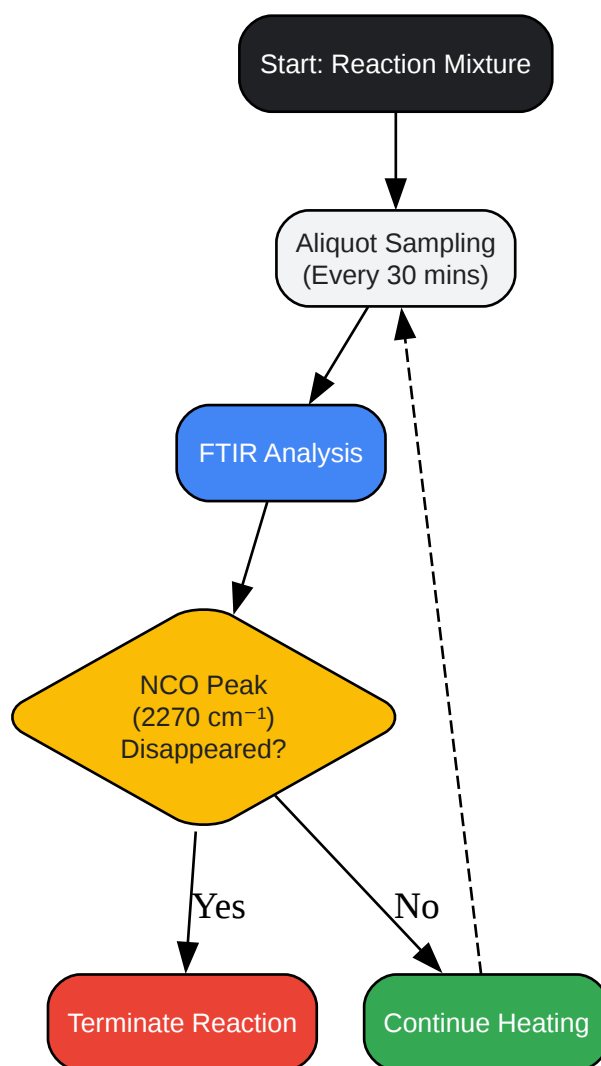 Start: Reaction Mixture
Aliquot Sampling
(Every 30 mins)
FTIR Analysis
NCO Peak
(2270 cm⁻¹)
Disappeared?
Yes
No
Terminate Reaction
Continue Heating